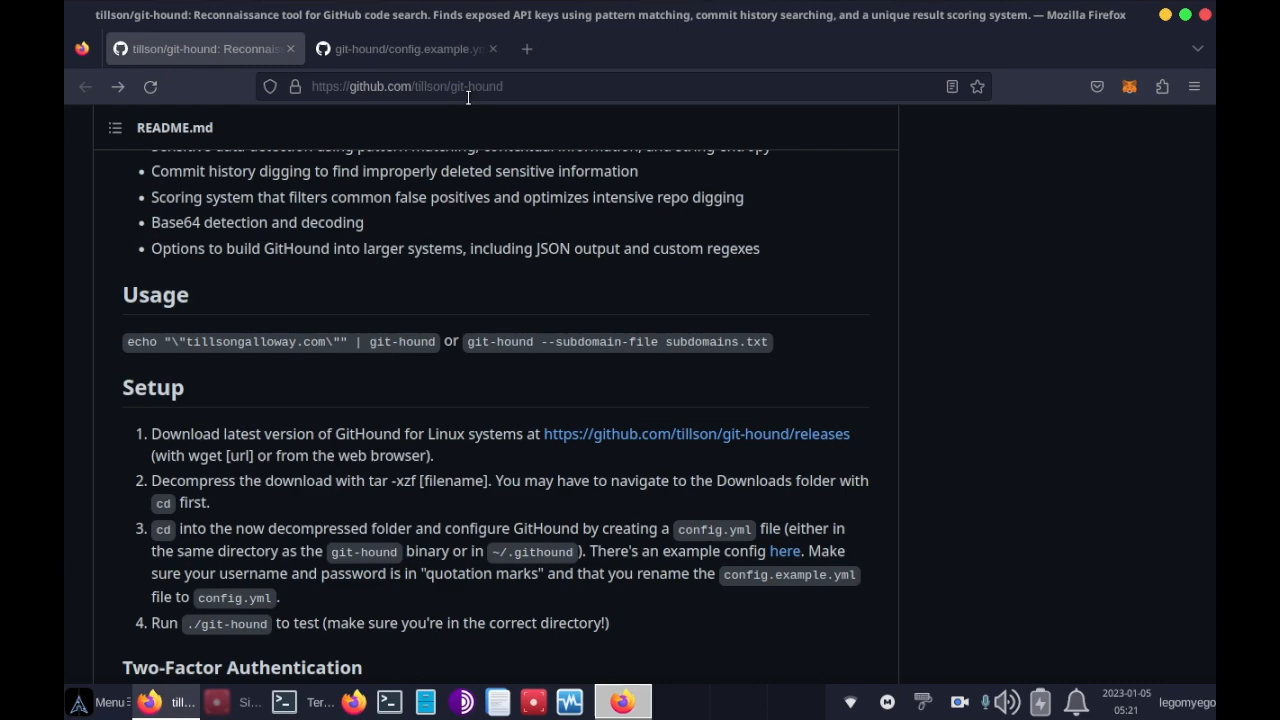 tillson/git-hound: Reconnaissance tool for GitHub code search. Finds exposed API keys using pattern matching, commit history searching, and a unique result scoring system. — Mozilla Firefox
tillson/git-hound: Reconnais
git-hound/config.example.ym
https://github.com/tillson/git-hound
README.md
Sensitive data detection using pattern matching, contextual information, and string entropy
• Commit history digging to find improperly deleted sensitive information
• Scoring system that filters common false positives and optimizes intensive repo digging
• Base64 detection and decoding
• Options to build GitHound into larger systems, including JSON output and custom regexes
Usage
echo "\"tillsongalloway.com\"" | git-hound or git-hound --subdomain-file subdomains.txt
Setup
1. Download latest version of GitHound for Linux systems at https://github.com/tillson/git-hound/releases
(with wget [url] or from the web browser).
2. Decompress the download with tar -xzf [filename]. You may have to navigate to the Downloads folder with
cd first.
3. cd into the now decompressed folder and configure GitHound by creating a config.yml file (either in
the same directory as the git-hound binary or in ~/.githound ). There's an example config here. Make
sure your username and password is in "quotation marks" and that you rename the config.example.yml
file to config.yml .
4. Run ./git-hound to test (make sure you're in the correct directory!)
Two-Factor Authentication
Menu
till...
Si...
Ter...
2023-01-05
05:21
legomyego